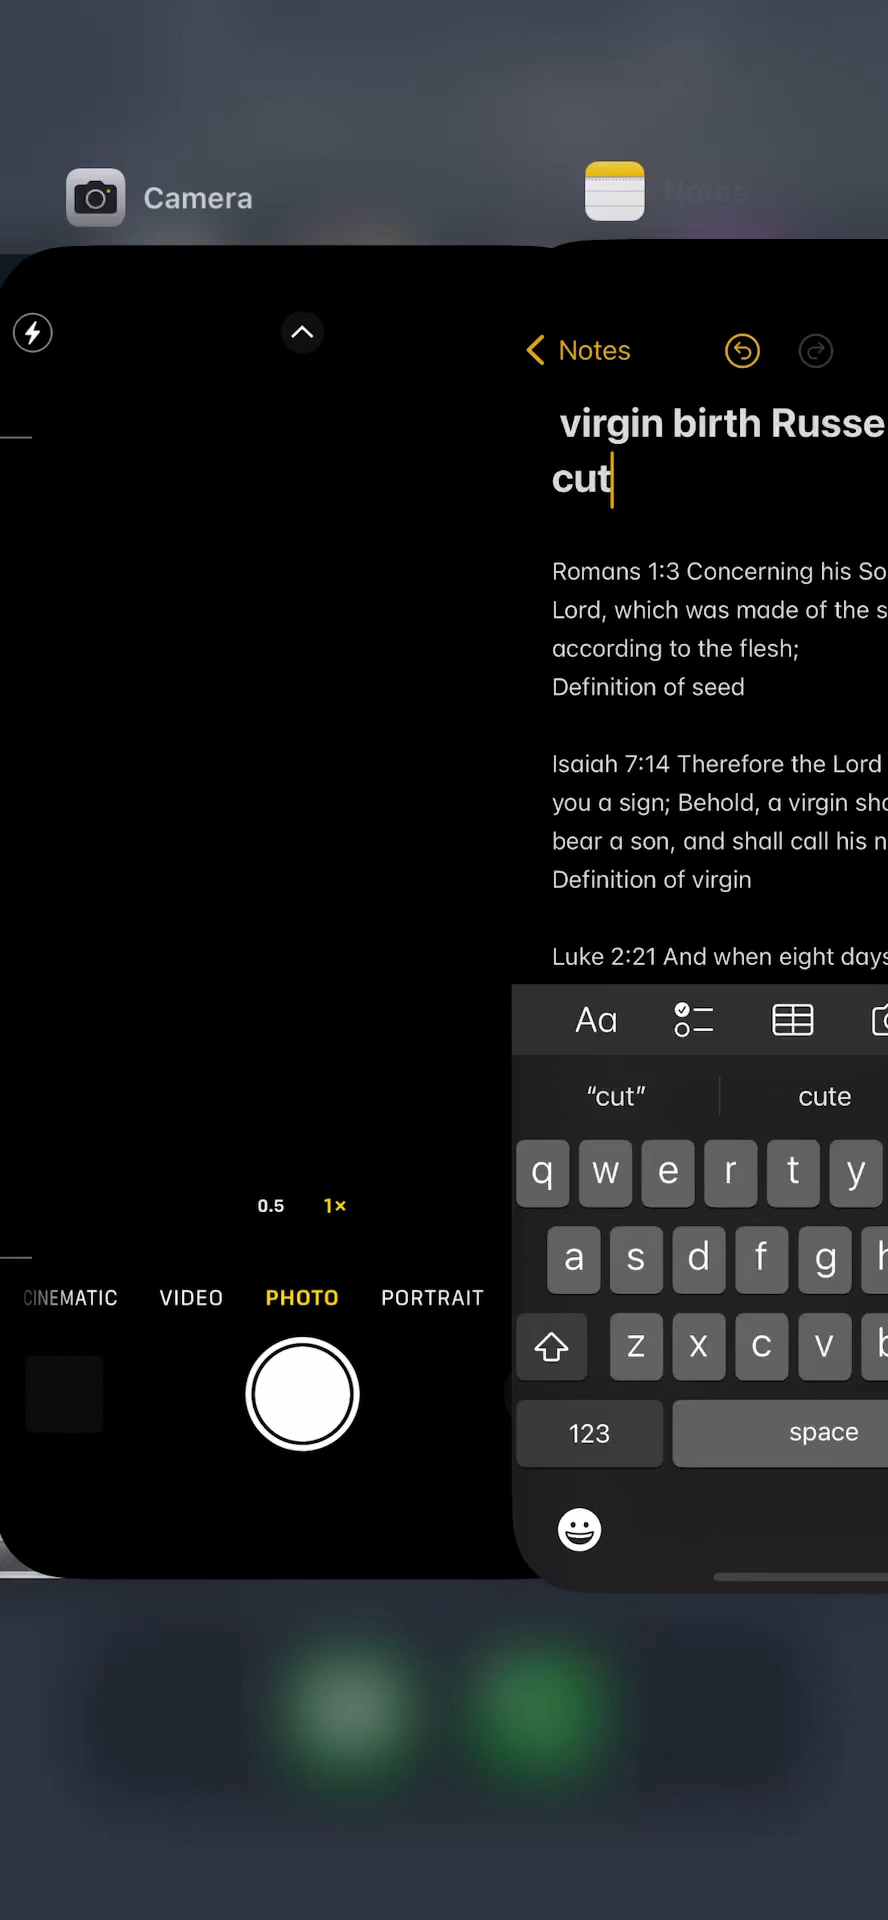 Camera
Notes
Notes
virgin birth Russe
cut
Romans 1:3 Concerning his So
Lord, which was made of the s
according to the flesh;
Definition of seed
Isaiah 7:14 Therefore the Lord
you a sign; Behold, a virgin sho
bear a son, and shall call his n
Definition of virgin
Luke 2:21 And when eight days
Aa
“cut”
cute
q w e r t y
a s d f g h
z x c v b
123
space
0.5
1×
CINEMATIC
VIDEO
PHOTO
PORTRAIT